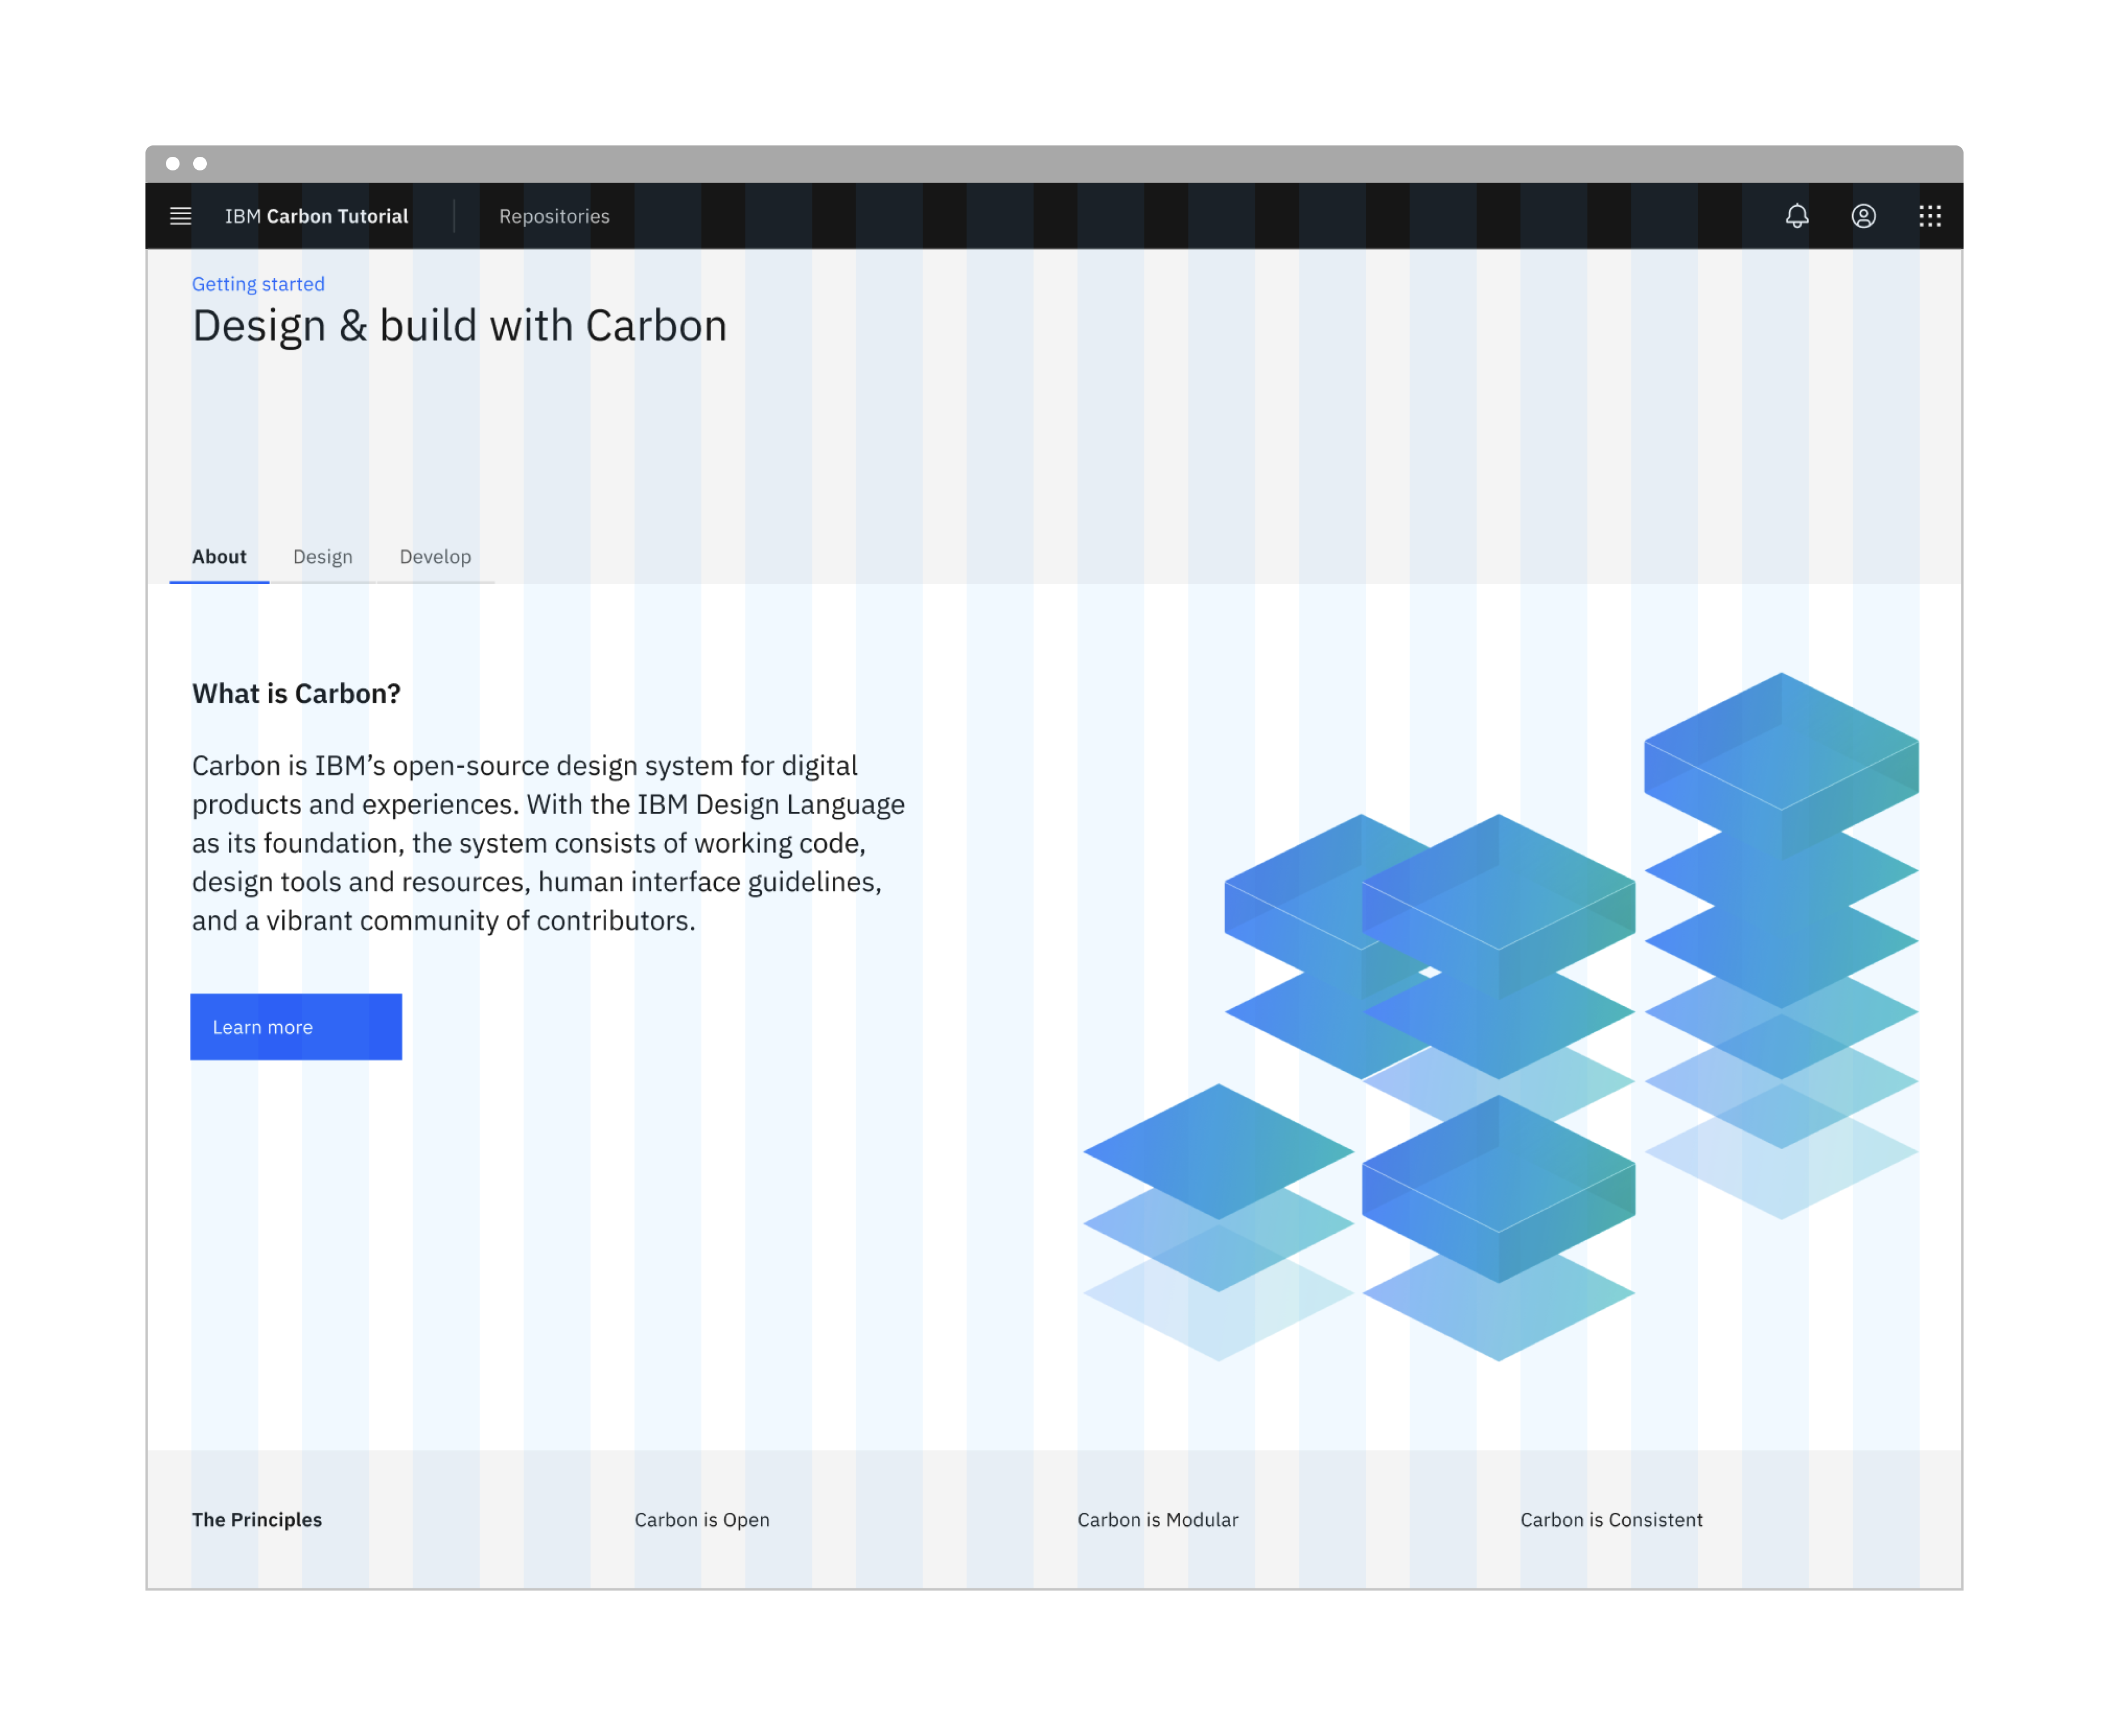 IBM Carbon Tutorial
Repositories
Getting started
Design & build with Carbon
About
Design
Develop
What is Carbon?
Carbon is IBM’s open-source design system for digital
products and experiences. With the IBM Design Language
as its foundation, the system consists of working code,
design tools and resources, human interface guidelines,
and a vibrant community of contributors.
Learn more
The Principles
Carbon is Open
Carbon is Modular
Carbon is Consistent